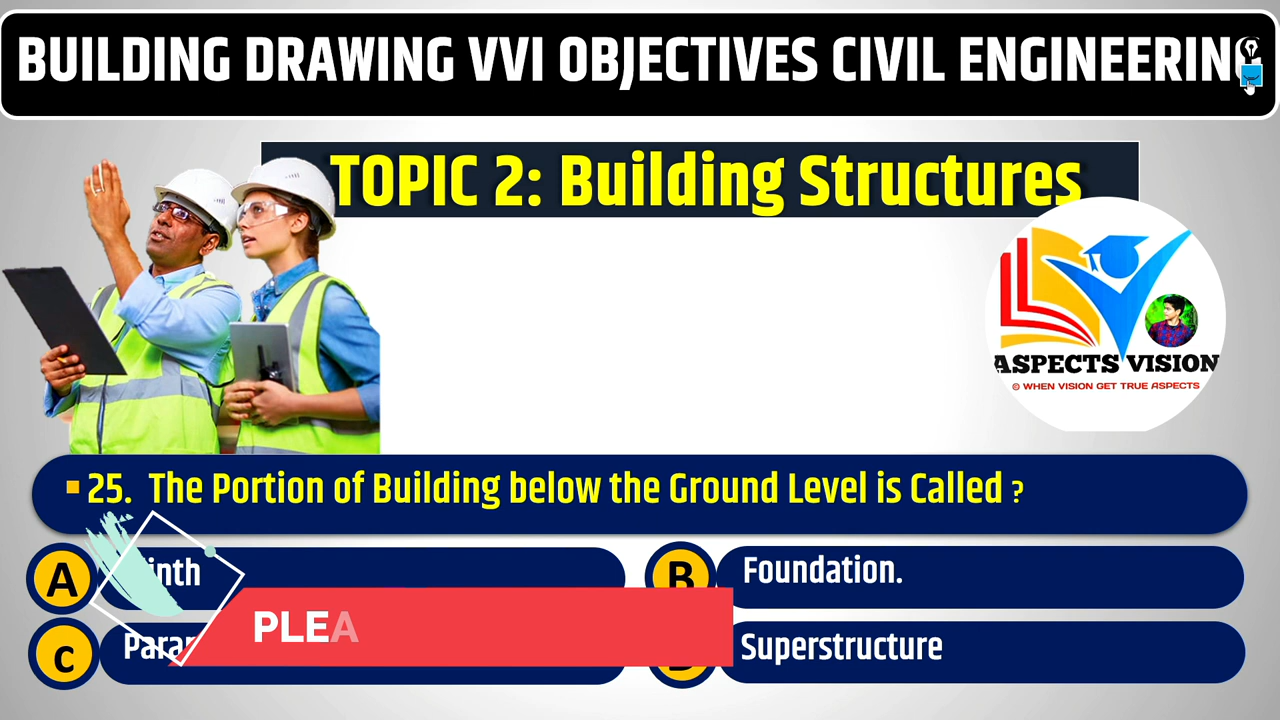 BUILDING DRAWING VVI OBJECTIVES CIVIL ENGINEERING
TOPIC 2: Building Structures
ASPECTS VISION
© WHEN VISION GET TRUE ASPECTS
25. The Portion of Building below the Ground Level is Called ?
A
B Foundation.
PLEA
c
D Superstructure